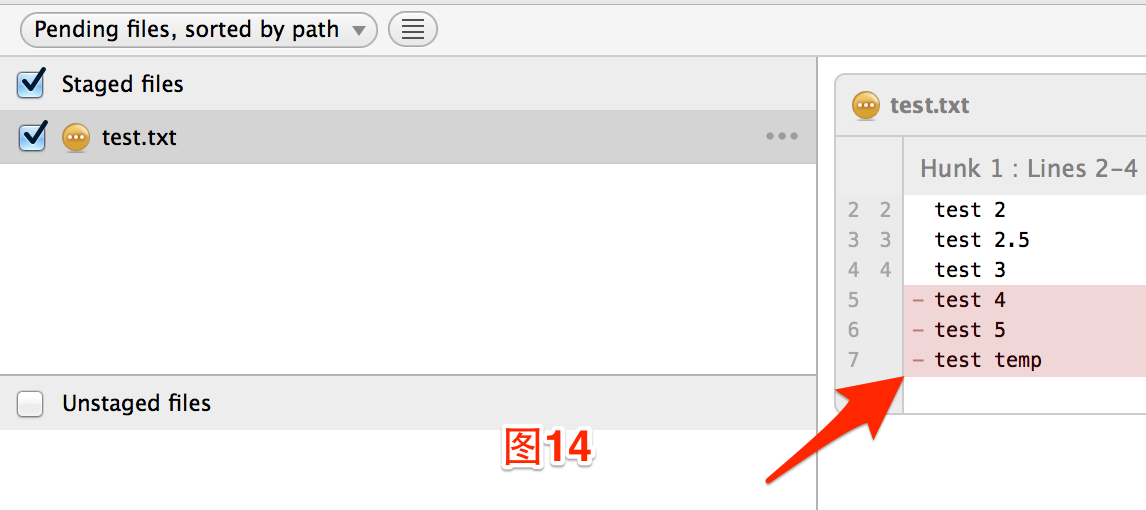 Pending files, sorted by path
Staged files
test.txt
Unstaged files
图14
test.txt
Hunk 1 : Lines 2-4
2 2 test 2
3 3 test 2.5
4 4 test 3
5 - test 4
6 - test 5
7 - test temp